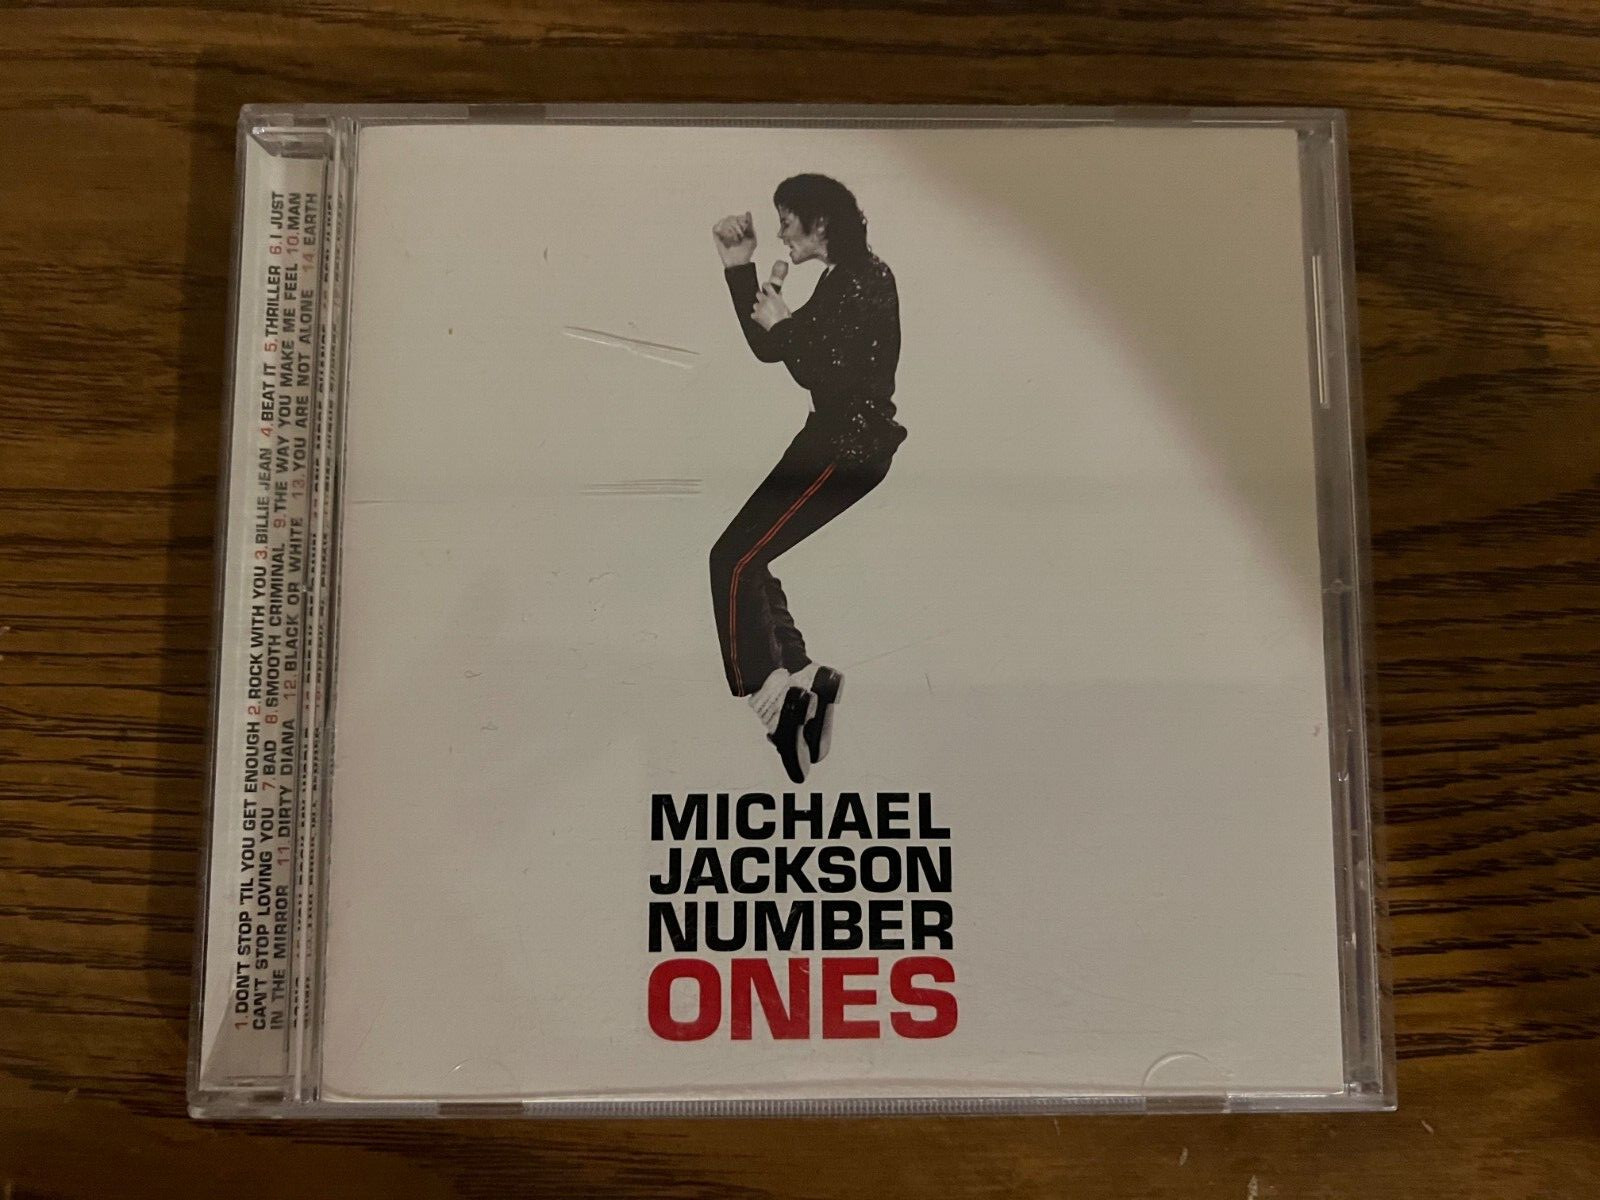 MICHAEL
JACKSON
NUMBER
ONES
1.DON'T STOP 'TIL YOU GET ENOUGH 2.ROCK WITH YOU 3.BILLIE JEAN 4.BEAT IT 5.THRILLER 6.I JUST
CAN'T STOP LOVING YOU 7.BAD 8.SMOOTH CRIMINAL 9.THE WAY YOU MAKE ME FEEL 10.MAN
IN THE MIRROR 11.DIRTY DIANA 12.BLACK OR WHITE 13.YOU ARE NOT ALONE 14 EARTH